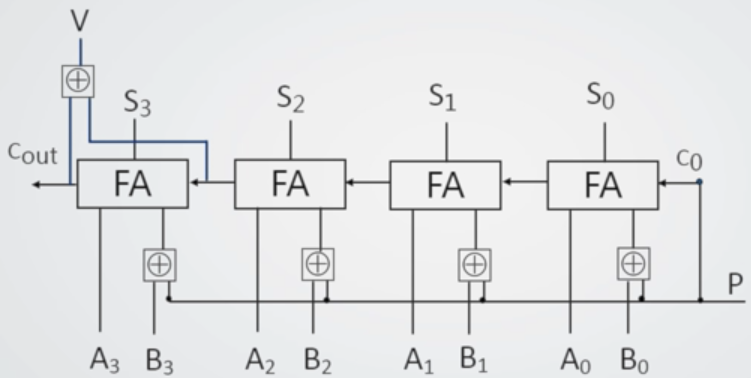 V
S₃ S₂ S₁ S₀
Cout C₀
FA FA FA FA
P
A₃ B₃ A₂ B₂ A₁ B₁ A₀ B₀